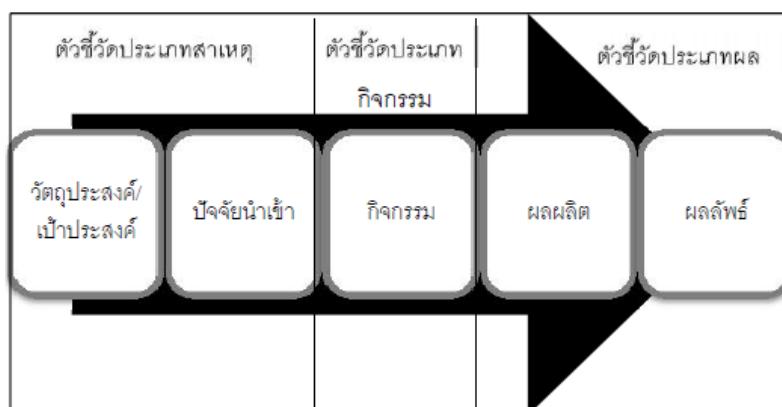 ตัวชี้วัดประเภทสาเหตุ
ตัวชี้วัดประเภท
กิจกรรม
ตัวชี้วัดประเภทผล
วัตถุประสงค์/
เป้าประสงค์
ปัจจัยนำเข้า
กิจกรรม
ผลผลิต
ผลลัพธ์